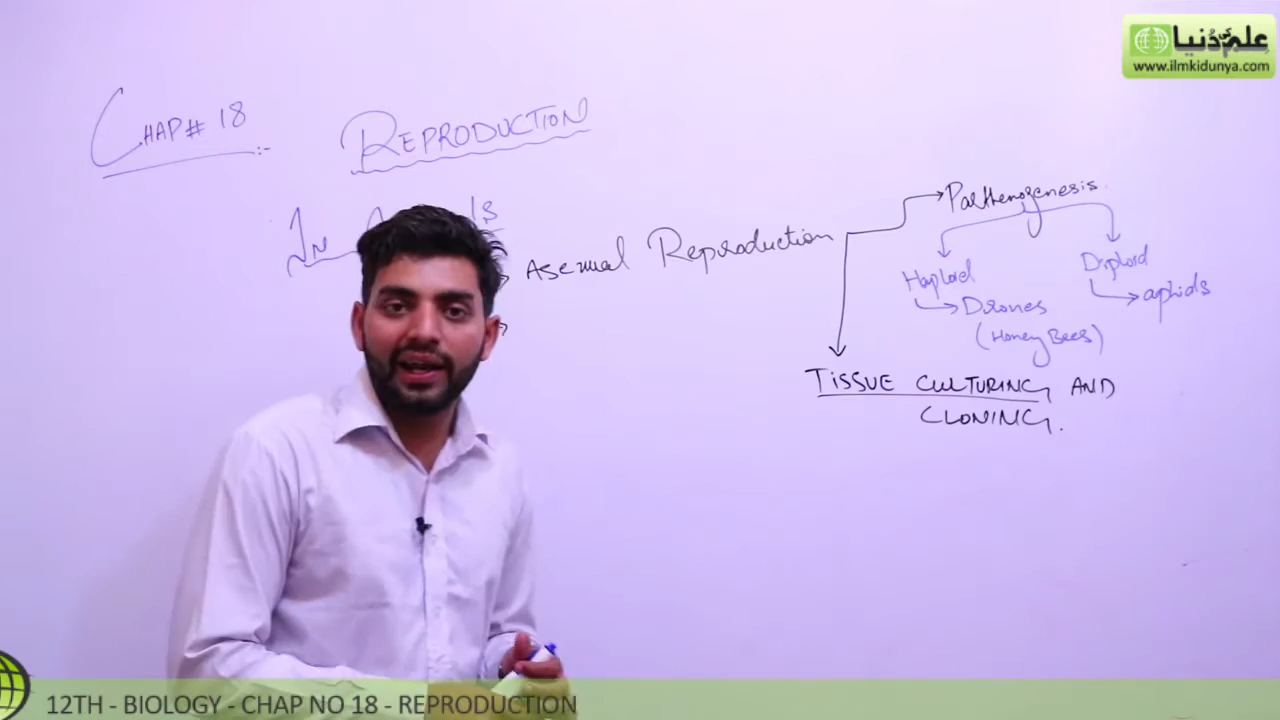 علم کی دنیا
www.ilmkidunya.com
CHAP# 18
REPRODUCTION
Asexual Reproduction
Parthenogenesis
Haploid
Diploid
Drones
aphids
(Honey Bees)
TISSUE CULTURING AND
CLONING.
12TH - BIOLOGY - CHAP NO 18 - REPRODUCTION